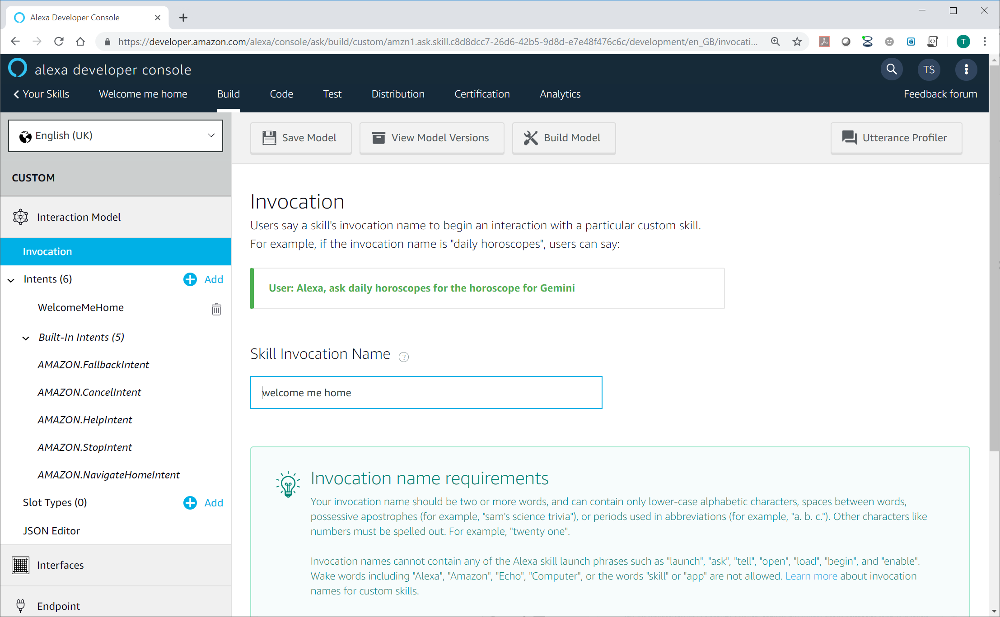 Alexa Developer Console
https://developer.amazon.com/alexa/console/ask/build/custom/amzn1.ask.skill.c8d8dcc7-26d6-42b5-9d8d-e7e48f476c6c/development/en_GB/invocati...
T
alexa developer console
TS
Your Skills
Welcome me home
Build
Code
Test
Distribution
Certification
Analytics
Feedback forum
English (UK)
Save Model
View Model Versions
Build Model
Utterance Profiler
CUSTOM
Interaction Model
Invocation
Intents (6)
Add
WelcomeMeHome
Built-In Intents (5)
AMAZON.FallbackIntent
AMAZON.CancelIntent
AMAZON.HelpIntent
AMAZON.StopIntent
AMAZON.NavigateHomeIntent
Slot Types (0)
Add
JSON Editor
Interfaces
Endpoint
Invocation
Users say a skill's invocation name to begin an interaction with a particular custom skill.
For example, if the invocation name is "daily horoscopes", users can say:
User: Alexa, ask daily horoscopes for the horoscope for Gemini
Skill Invocation Name ?
welcome me home
Invocation name requirements
Your invocation name should be two or more words, and can contain only lower-case alphabetic characters, spaces between words,
possessive apostrophes (for example, "sam's science trivia"), or periods used in abbreviations (for example, "a. b. c."). Other characters like
numbers must be spelled out. For example, "twenty one".
Invocation names cannot contain any of the Alexa skill launch phrases such as "launch", "ask", "tell", "open", "load", "begin", and "enable".
Wake words including "Alexa", "Amazon", "Echo", "Computer", or the words "skill" or "app" are not allowed. Learn more about invocation
names for custom skills.